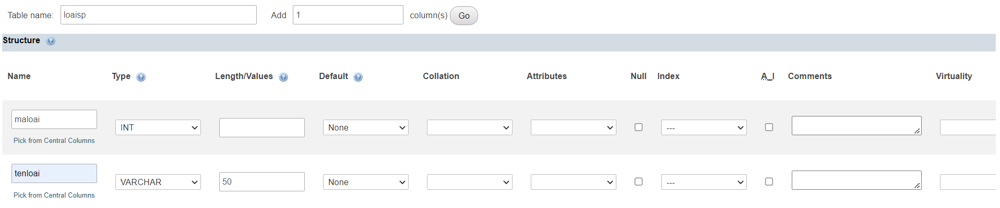 Table name: loaisp Add 1 column(s) Go
Structure
Name Type Length/Values Default Collation Attributes Null Index A_I Comments Virtuality
maloai INT None ---
Pick from Central Columns
tenloai VARCHAR 50 None ---
Pick from Central Columns